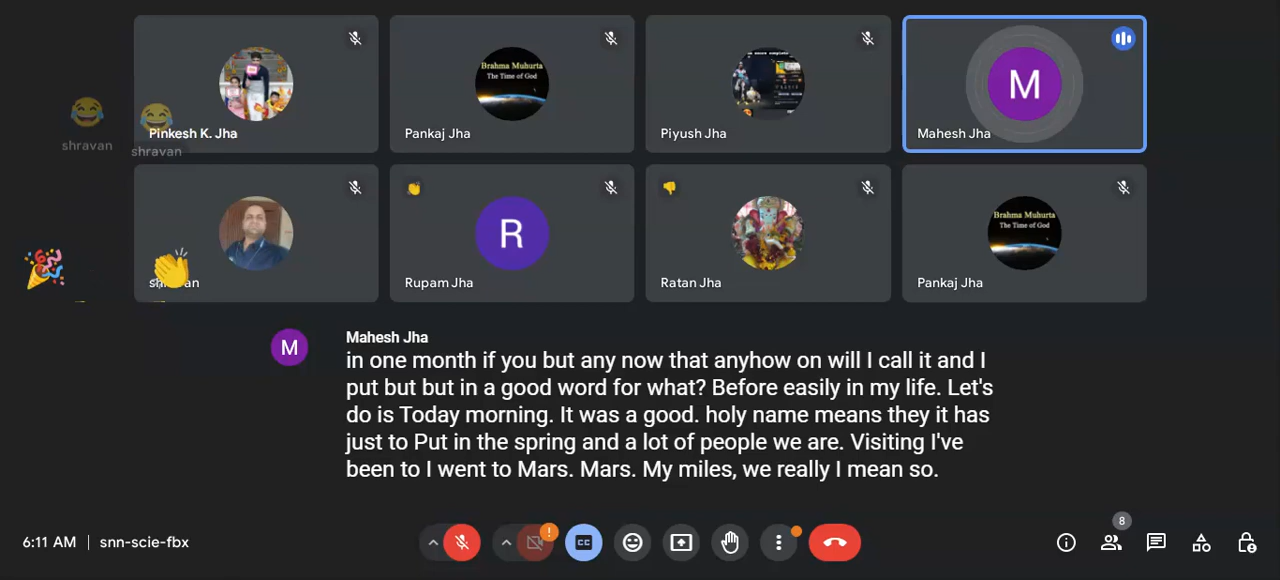 Pinkesh K. Jha
Brahma Muhurta
The Time of God
Pankaj Jha
Piyush Jha
M
Mahesh Jha
shravan
shravan
R
Rupam Jha
Ratan Jha
Brahma Muhurta
The Time of God
Pankaj Jha
M
Mahesh Jha
in one month if you but any now that anyhow on will I call it and I
put but but in a good word for what? Before easily in my life. Let's
do is Today morning. It was a good. holy name means they it has
just to Put in the spring and a lot of people we are. Visiting I've
been to I went to Mars. Mars. My miles, we really I mean so.
6:11 AM | snn-scie-fbx
CC
8